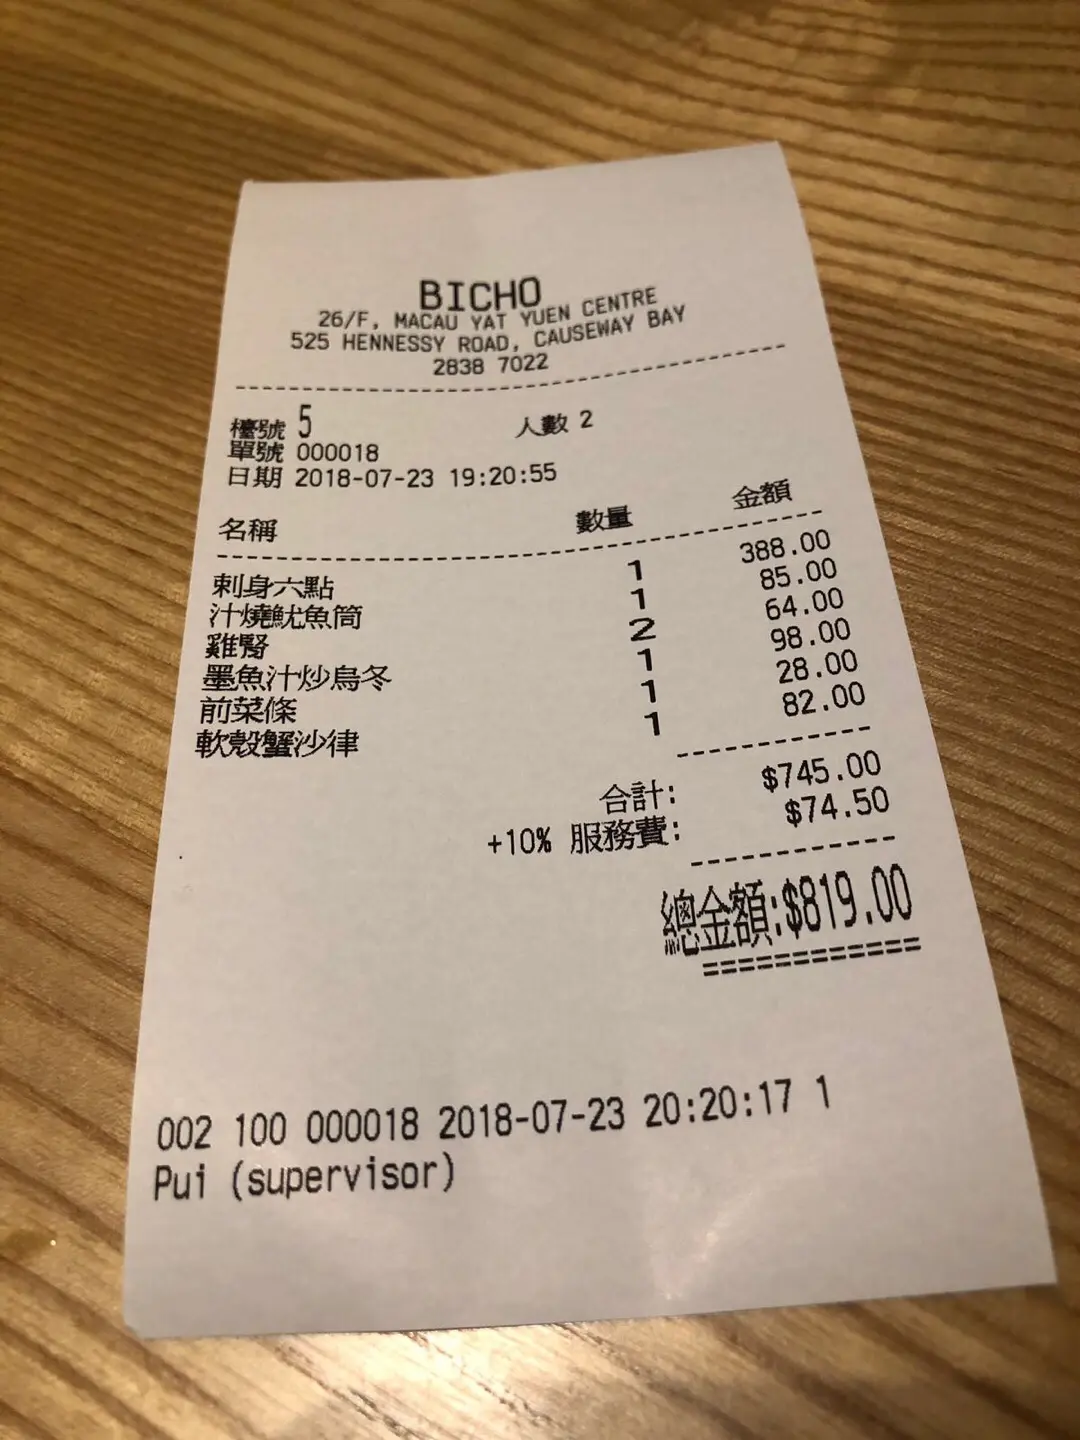 BICHO
26/F, MACAU YAT YUEN CENTRE
525 HENNESSY ROAD, CAUSEWAY BAY
2838 7022
檯號 5 人數 2
單號 000018
日期 2018-07-23 19:20:55
名稱 數量 金額
刺身六點 1 388.00
汁燒魷魚筒 1 85.00
雞腎 2 64.00
墨魚汁炒烏冬 1 98.00
前菜條 1 28.00
軟殼蟹沙律 1 82.00
合計: $745.00
+10% 服務費: $74.50
總金額:$819.00
============
002 100 000018 2018-07-23 20:20:17 1
Pui (supervisor)